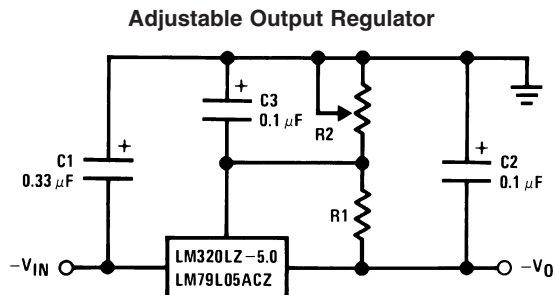 Adjustable Output Regulator
+
C3
0.1 μF
R2
+
C1
0.33 μF
+
C2
0.1 μF
R1
LM320LZ–5.0
LM79L05ACZ
–VIN
–VO